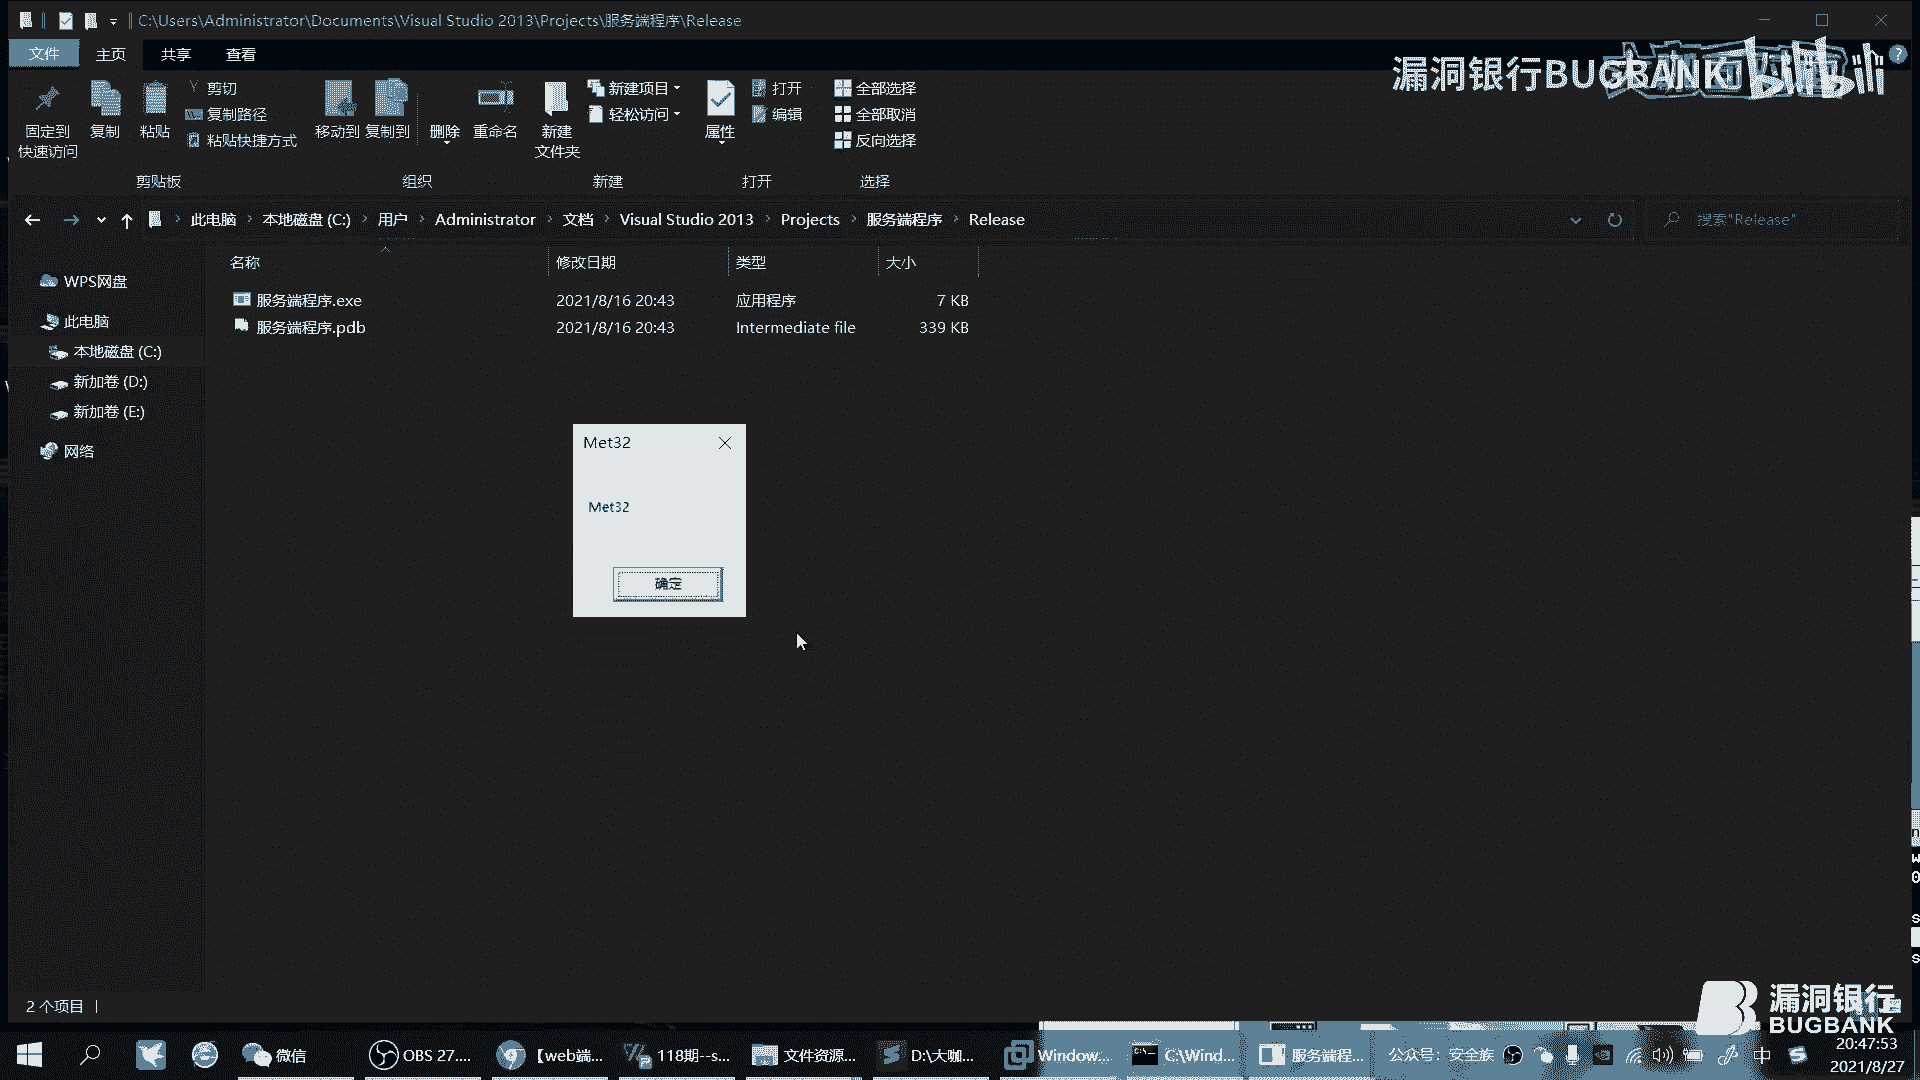 C:\Users\Administrator\Documents\Visual Studio 2013\Projects\服务端程序\Release
文件 主页 共享 查看
漏洞银行BUGBANK
bilibili
固定到
快速访问
复制
粘贴
剪切
复制路径
粘贴快捷方式
移动到 复制到
删除 重命名
新建
文件夹
新建项目
轻松访问
属性
打开
编辑
全部选择
全部取消
反向选择
剪贴板 组织 新建 打开 选择
此电脑 本地磁盘 (C:) 用户 Administrator 文档 Visual Studio 2013 Projects 服务端程序 Release
搜索"Release"
名称 修改日期 类型 大小
服务端程序.exe 2021/8/16 20:43 应用程序 7 KB
服务端程序.pdb 2021/8/16 20:43 Intermediate file 339 KB
WPS网盘
此电脑
本地磁盘 (C:)
新加卷 (D:)
新加卷 (E:)
网络
Met32
Met32
确定
2 个项目
漏洞银行
BUGBANK
微信
OBS 27....
【web端...
118期--s...
文件资源...
D:\大咖...
Window...
C:\Wind...
服务端程...
公众号：安全族
中
20:47:53
2021/8/27